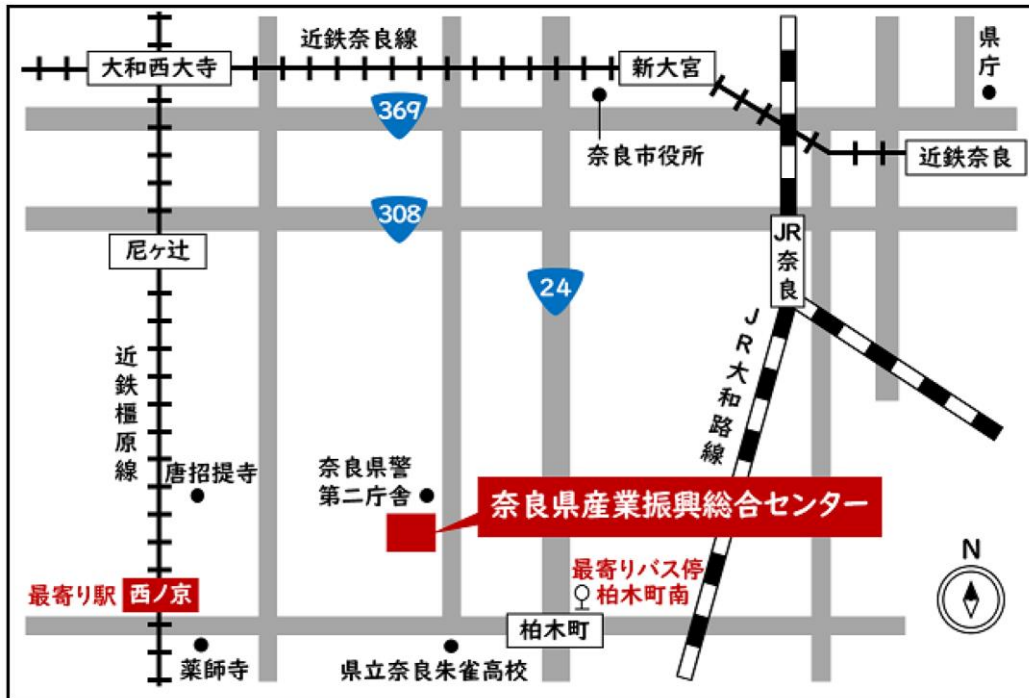 近鉄奈良線
県庁
大和西大寺
新大宮
369
奈良市役所
近鉄奈良
308
JR奈良
尼ヶ辻
24
JR大和路線
近鉄橿原線
唐招提寺
奈良県警
第二庁舎
奈良県産業振興総合センター
N
最寄りバス停
柏木町南
最寄り駅
西ノ京
柏木町
薬師寺
県立奈良朱雀高校